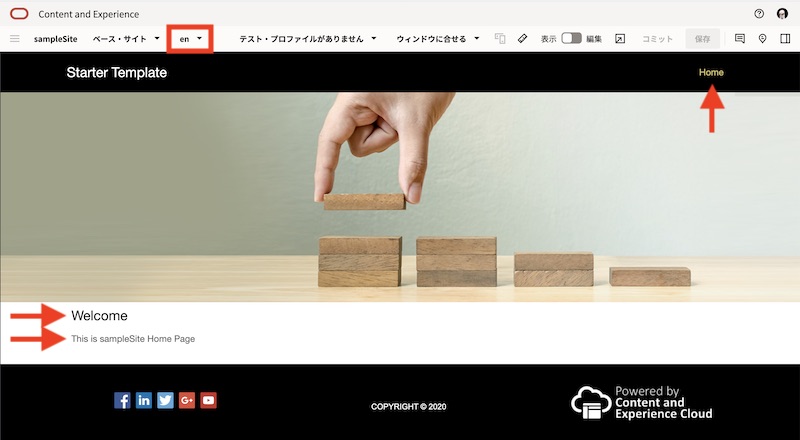 Content and Experience
sampleSite
ベース・サイト
en
テスト・プロファイルがありません
ウィンドウに合せる
表示
編集
コミット
保存
Starter Template
Home
Welcome
This is sampleSite Home Page
COPYRIGHT © 2020
Powered by
Content and
Experience Cloud